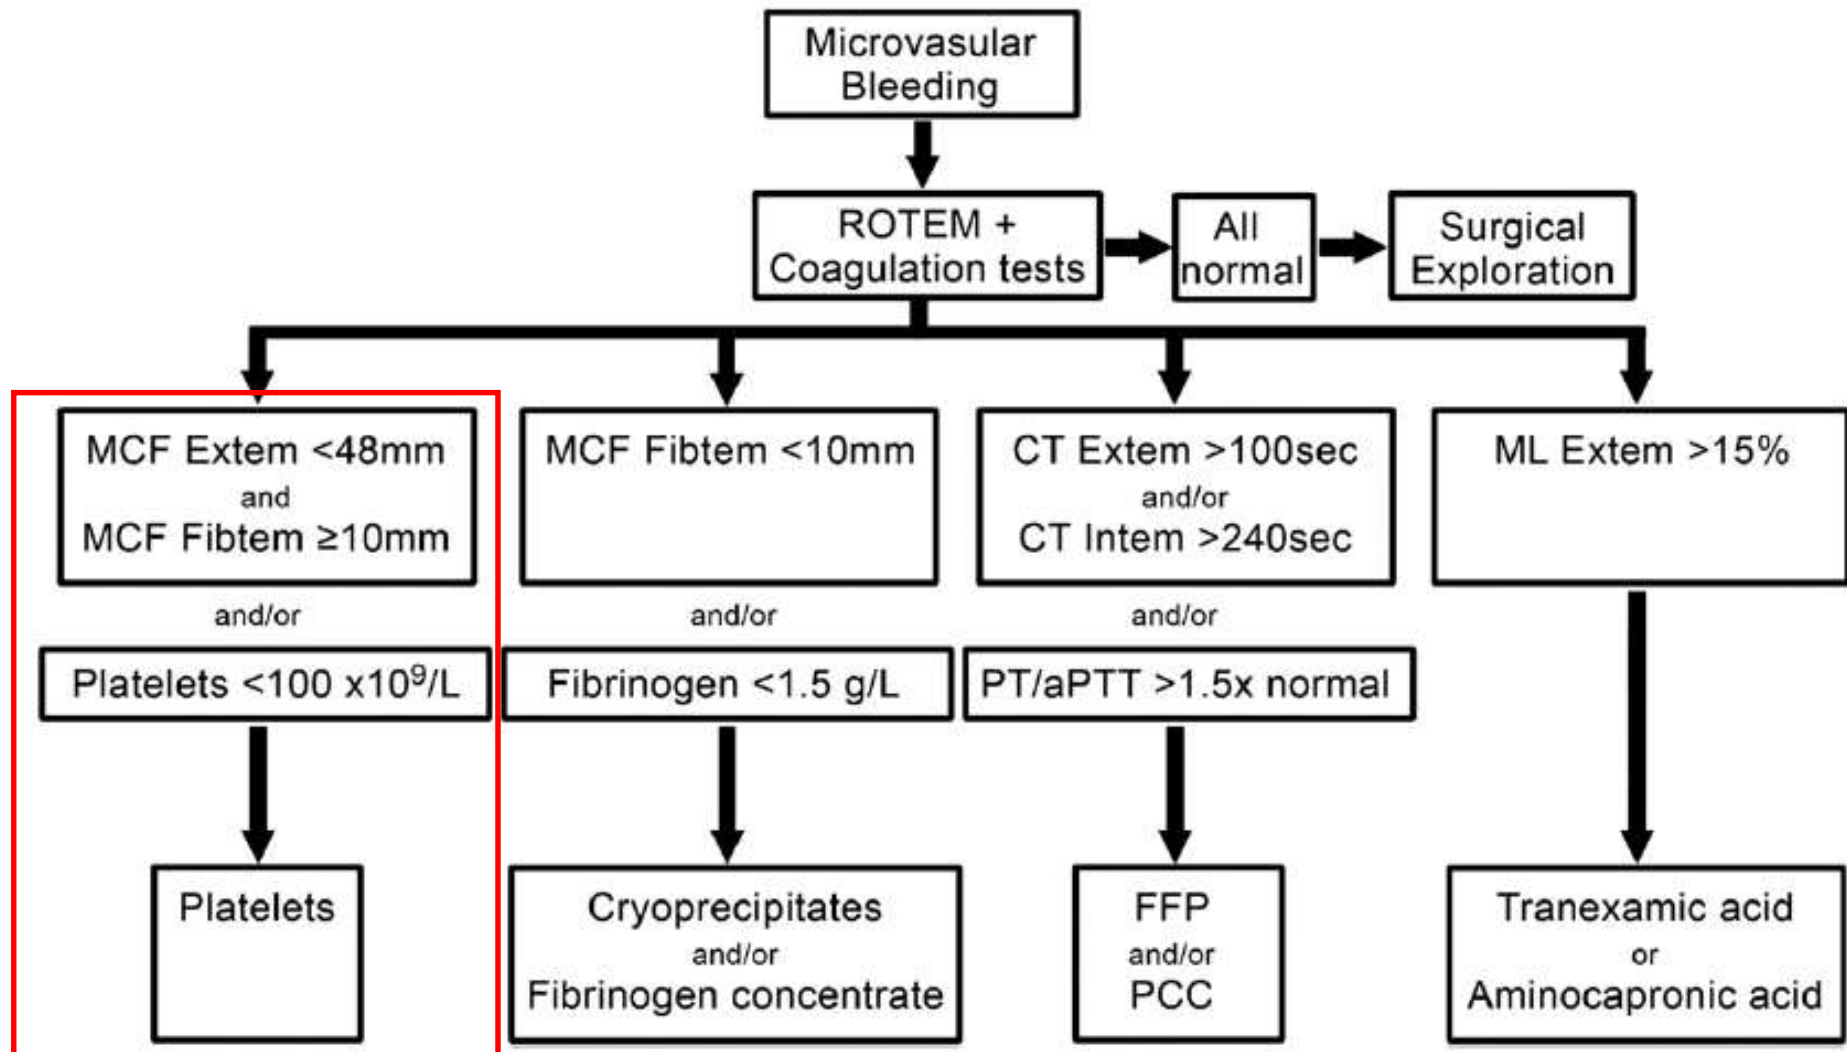 Microvasular
Bleeding
ROTEM +
Coagulation tests
All
normal
Surgical
Exploration
MCF Extem <48mm
and
MCF Fibtem ≥10mm
and/or
Platelets <100 x10⁹/L
Platelets
MCF Fibtem <10mm
and/or
Fibrinogen <1.5 g/L
Cryoprecipitates
and/or
Fibrinogen concentrate
CT Extem >100sec
and/or
CT Intem >240sec
and/or
PT/aPTT >1.5x normal
FFP
and/or
PCC
ML Extem >15%
Tranexamic acid
or
Aminocapronic acid